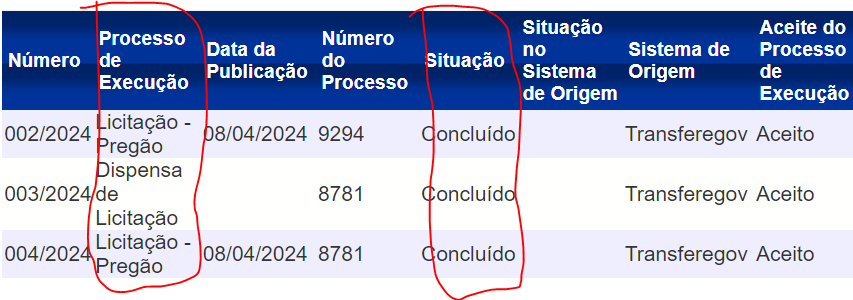 Número Processo de Execução Data da Publicação Número do Processo Situação Situação no Sistema de Origem Sistema de Origem Aceite do Processo de Execução
002/2024 Licitação - Pregão 08/04/2024 9294 Concluído Transferegov Aceito
003/2024 Dispensa de Licitação 8781 Concluído Transferegov Aceito
004/2024 Licitação - Pregão 08/04/2024 8781 Concluído Transferegov Aceito